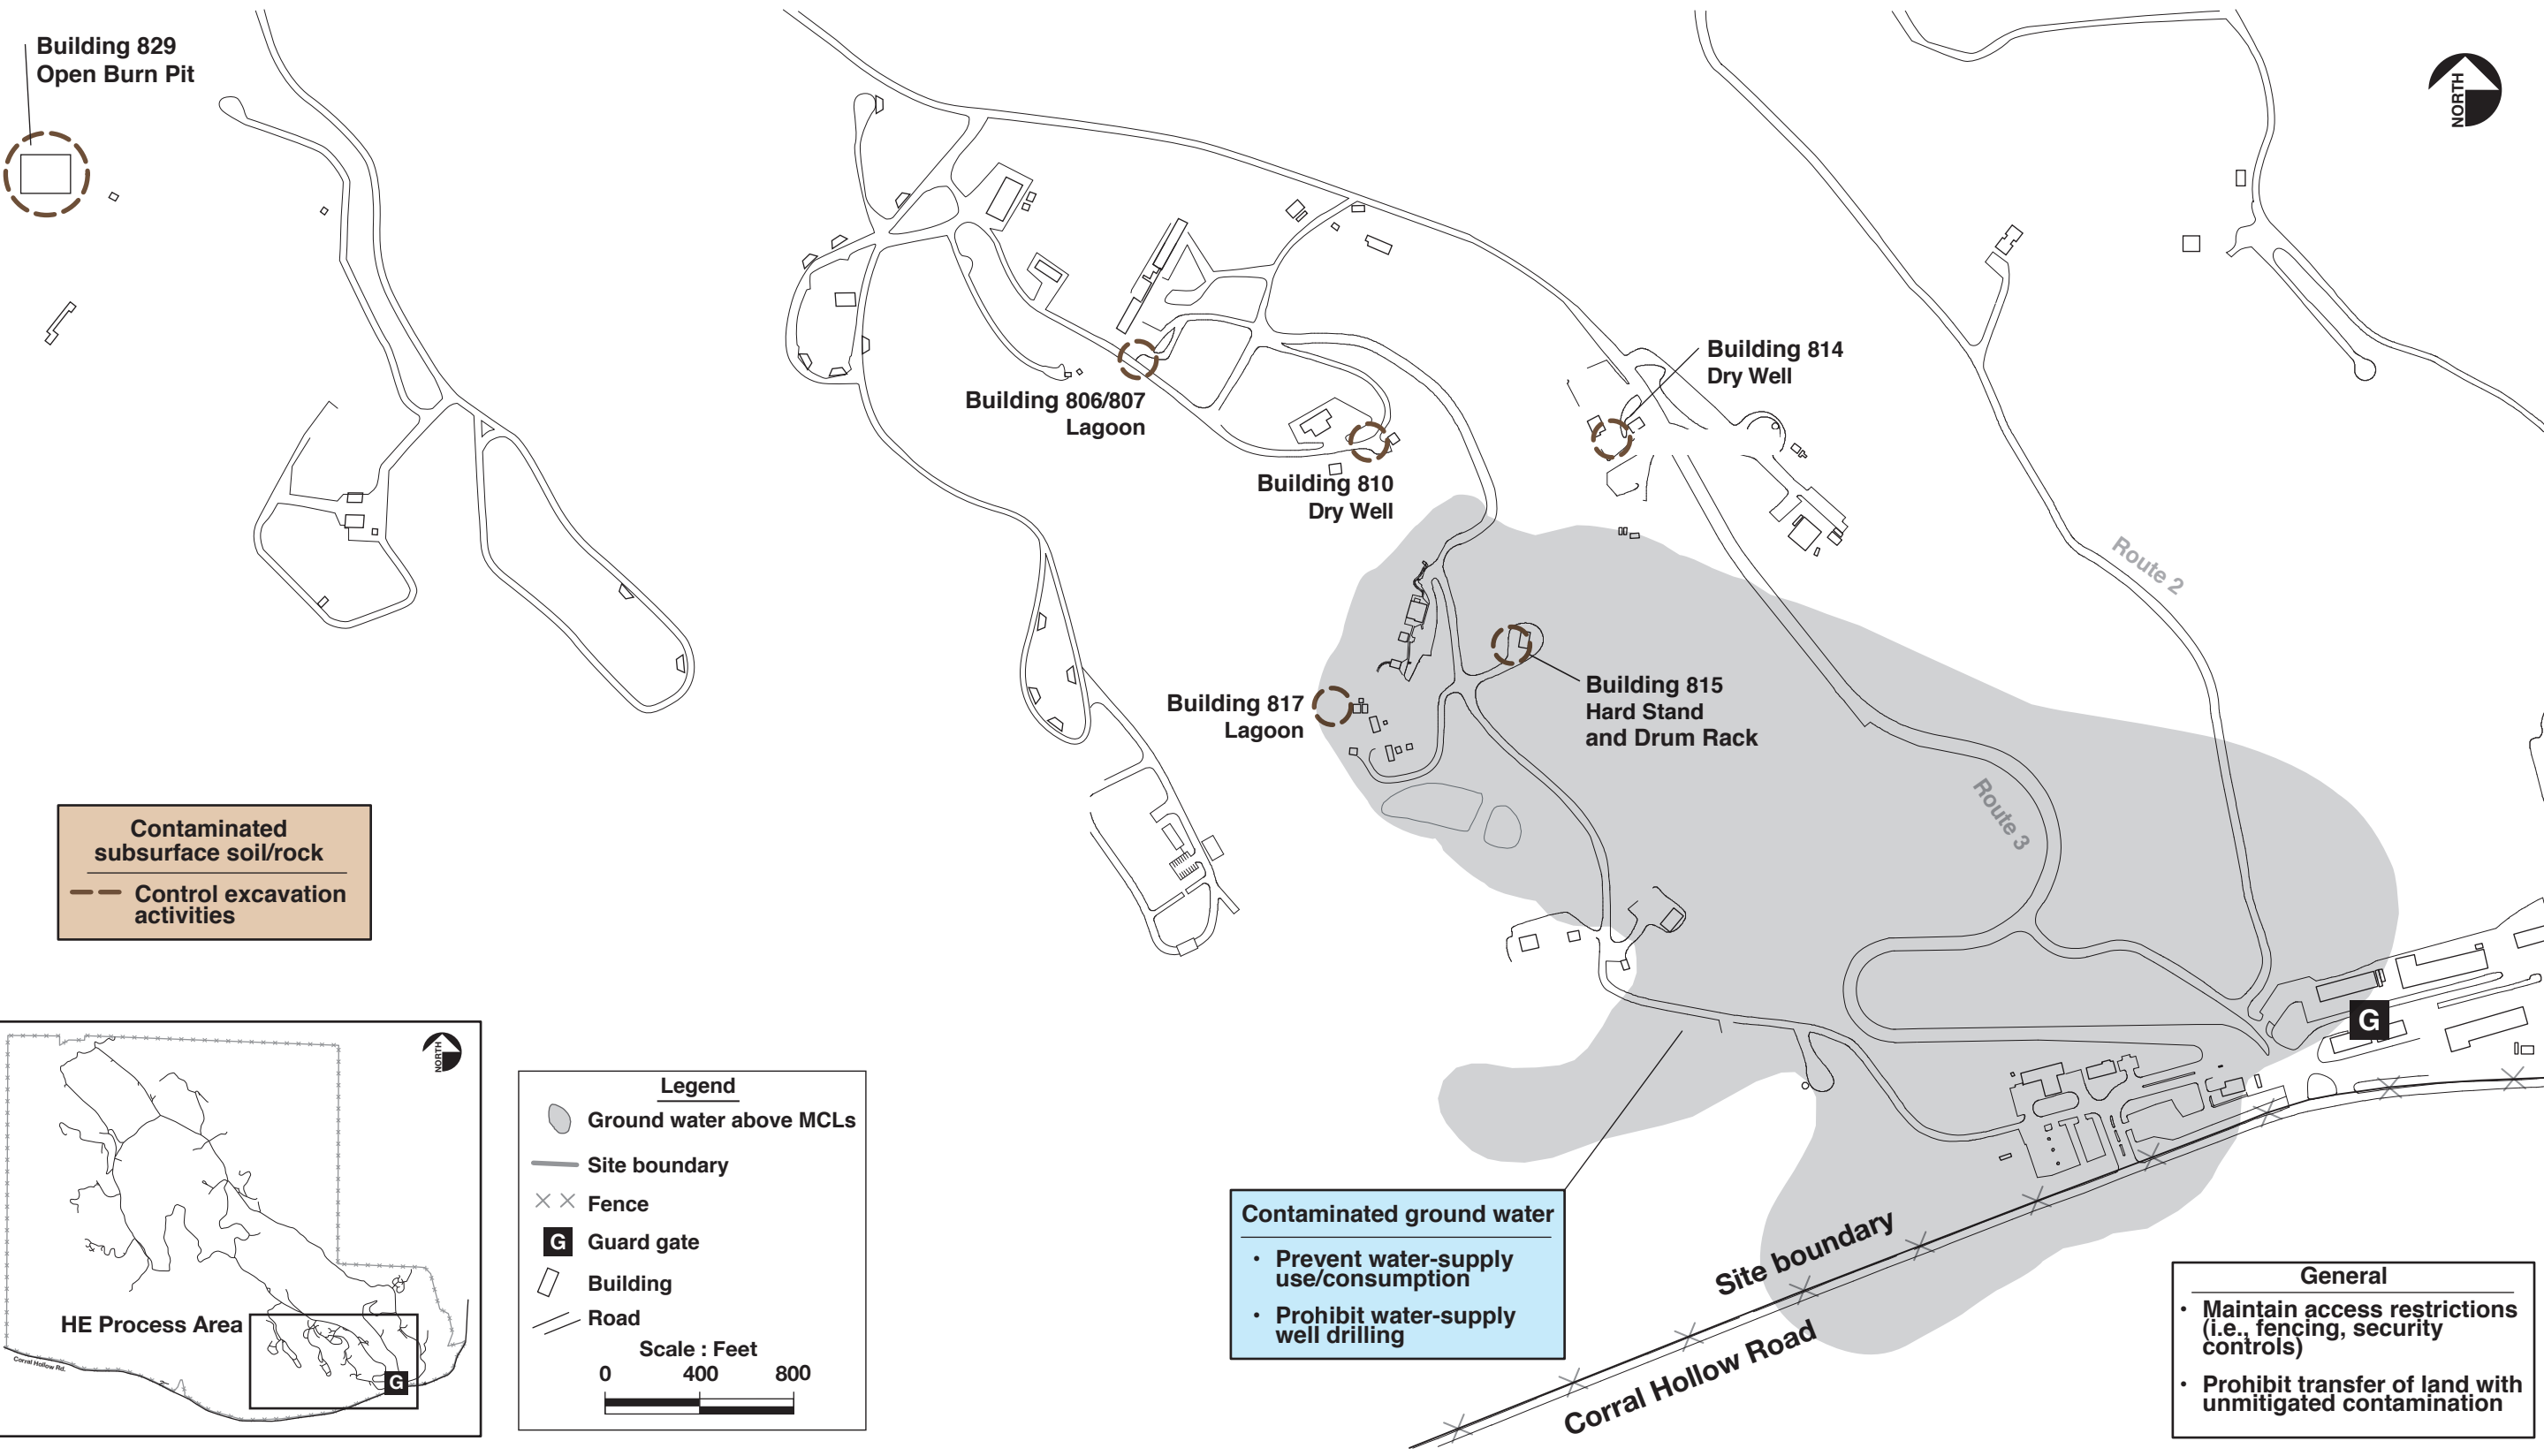 Building 829
Open Burn Pit
NORTH
Building 814
Dry Well
Building 806/807
Lagoon
Building 810
Dry Well
Route 2
Building 817
Lagoon
Building 815
Hard Stand
and Drum Rack
Route 3
Contaminated
subsurface soil/rock
Control excavation
activities
G
NORTH
HE Process Area
Corral Hollow Rd.
G
Legend
Ground water above MCLs
Site boundary
× × Fence
G Guard gate
Building
Road
Scale : Feet
0 400 800
Contaminated ground water
• Prevent water-supply
use/consumption
• Prohibit water-supply
well drilling
Site boundary
Corral Hollow Road
General
• Maintain access restrictions
(i.e., fencing, security
controls)
• Prohibit transfer of land with
unmitigated contamination